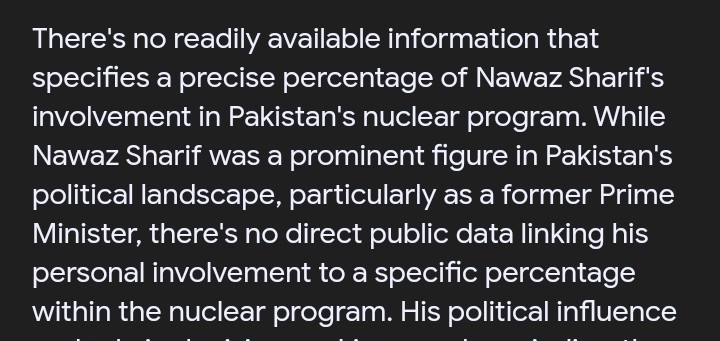 There's no readily available information that
specifies a precise percentage of Nawaz Sharif's
involvement in Pakistan's nuclear program. While
Nawaz Sharif was a prominent figure in Pakistan's
political landscape, particularly as a former Prime
Minister, there's no direct public data linking his
personal involvement to a specific percentage
within the nuclear program. His political influence